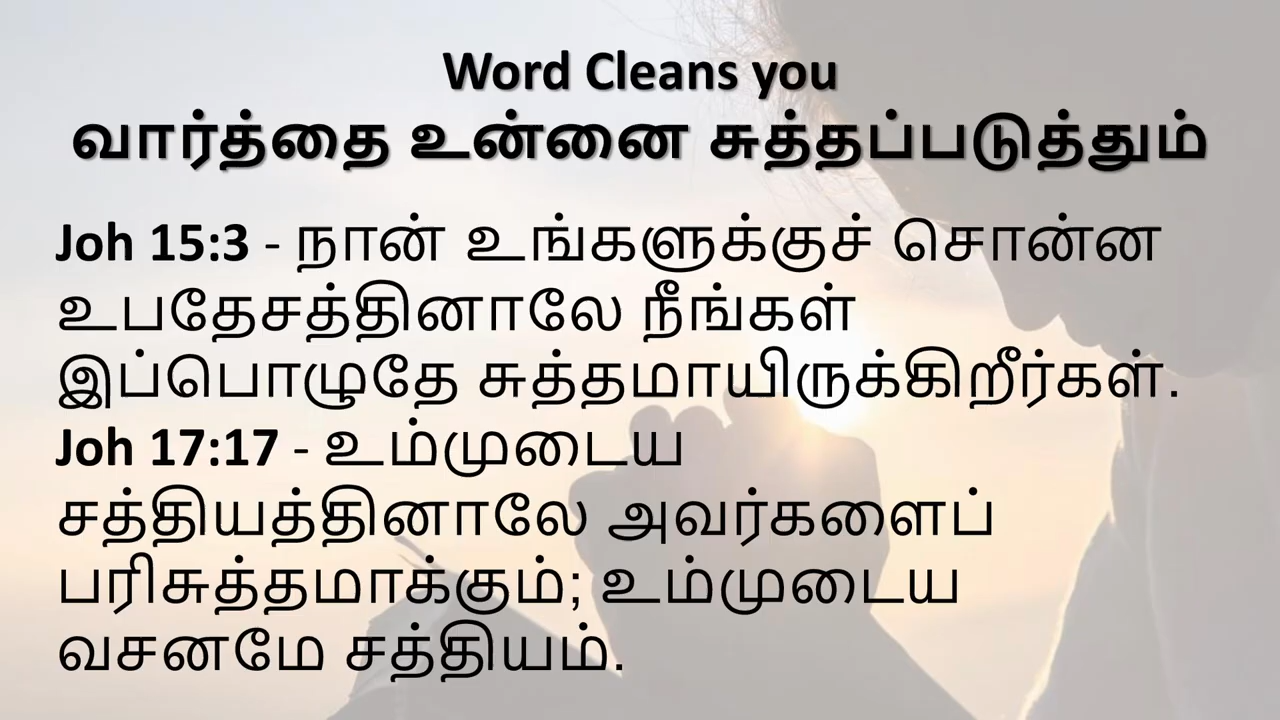 Word Cleans you
வார்த்தை உன்னை சுத்தப்படுத்தும்
Joh 15:3 - நான் உங்களுக்குச் சொன்ன
உபதேசத்தினாலே நீங்கள்
இப்பொழுதே சுத்தமாயிருக்கிறீர்கள்.
Joh 17:17 - உம்முடைய
சத்தியத்தினாலே அவர்களைப்
பரிசுத்தமாக்கும்; உம்முடைய
வசனமே சத்தியம்.